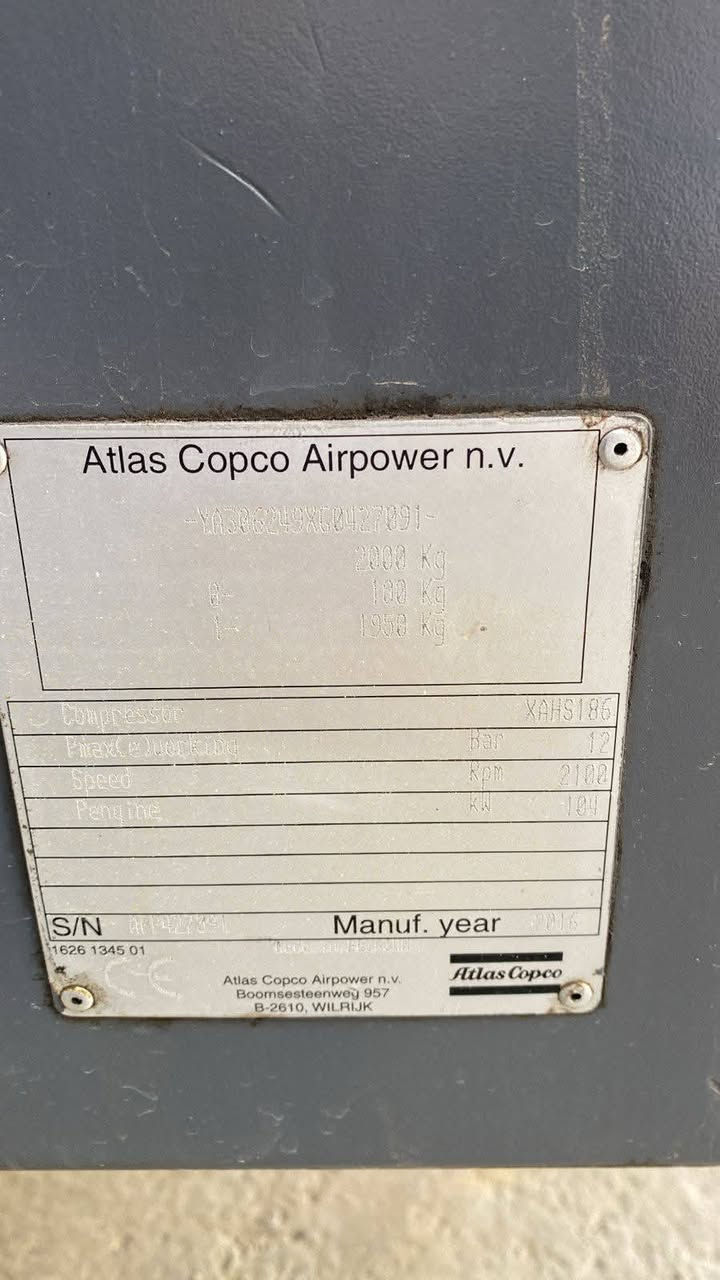 Atlas Copco Airpower n.v.
-YA306249XG0427091-
2000 Kg
0- 100 Kg
1- 1950 Kg
Compressor XAHS186
Pmax(e)working Bar 12
Speed Rpm 2100
Pengine kW 104
S/N Manuf. year 2016
1626 1345 01
CE
Atlas Copco Airpower n.v.
Boomsesteenweg 957
B-2610, WILRIJK
Atlas Copco